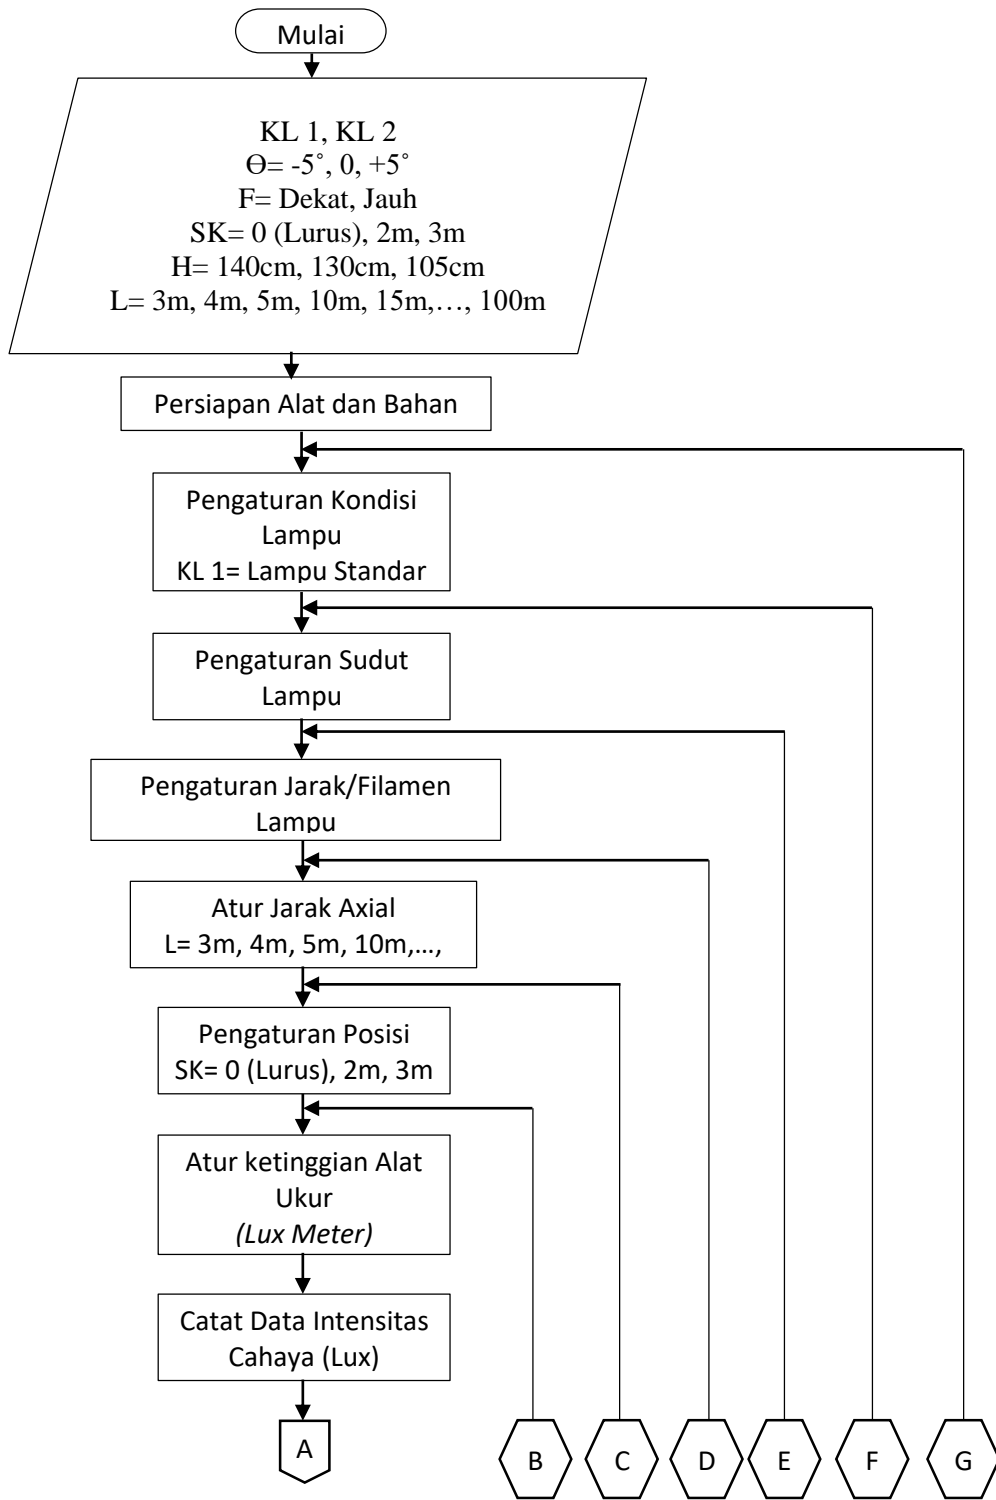 Mulai
KL 1, KL 2
Ɵ= -5˚, 0, +5˚
F= Dekat, Jauh
SK= 0 (Lurus), 2m, 3m
H= 140cm, 130cm, 105cm
L= 3m, 4m, 5m, 10m, 15m,…, 100m
Persiapan Alat dan Bahan
Pengaturan Kondisi
Lampu
KL 1= Lampu Standar
Pengaturan Sudut
Lampu
Pengaturan Jarak/Filamen
Lampu
Atur Jarak Axial
L= 3m, 4m, 5m, 10m,…,
Pengaturan Posisi
SK= 0 (Lurus), 2m, 3m
Atur ketinggian Alat
Ukur
(Lux Meter)
Catat Data Intensitas
Cahaya (Lux)
A
B
C
D
E
F
G